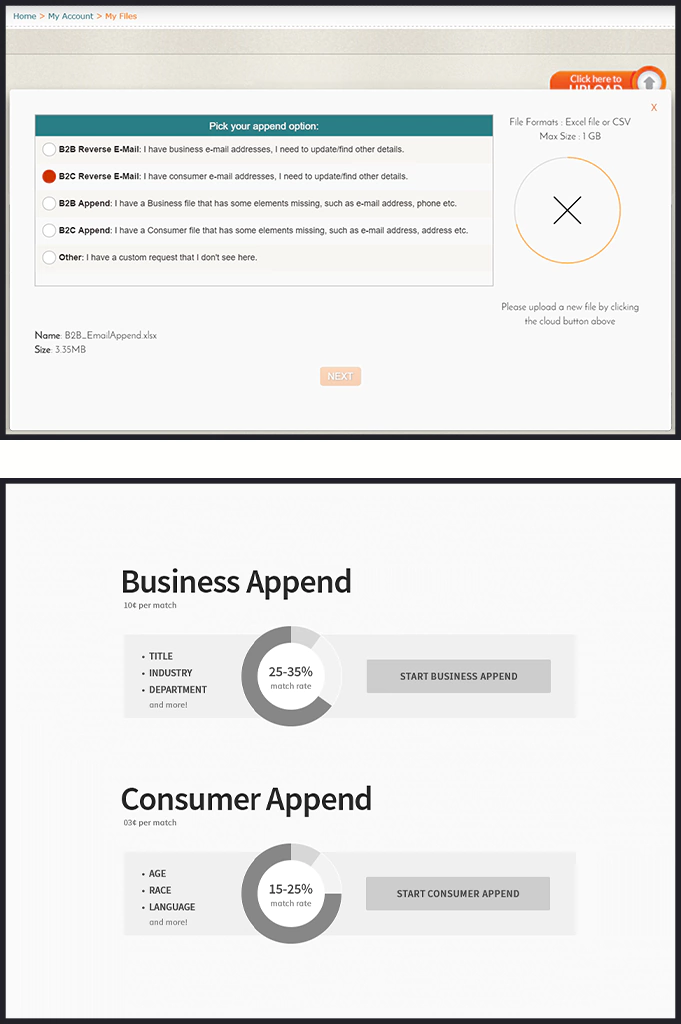 Home > My Account > My Files
Click here to
UPLOAD
X
Pick your append option:
B2B Reverse E-Mail: I have business e-mail addresses, I need to update/find other details.
B2C Reverse E-Mail: I have consumer e-mail addresses, I need to update/find other details.
B2B Append: I have a Business file that has some elements missing, such as e-mail address, phone etc.
B2C Append: I have a Consumer file that has some elements missing, such as e-mail address, address etc.
Other: I have a custom request that I don't see here.
File Formats : Excel file or CSV
Max Size : 1 GB
Please upload a new file by clicking
the cloud button above
Name: B2B_EmailAppend.xlsx
Size: 3.35MB
NEXT
Business Append
10¢ per match
• TITLE
• INDUSTRY
• DEPARTMENT
and more!
25-35%
match rate
START BUSINESS APPEND
Consumer Append
03¢ per match
• AGE
• RACE
• LANGUAGE
and more!
15-25%
match rate
START CONSUMER APPEND